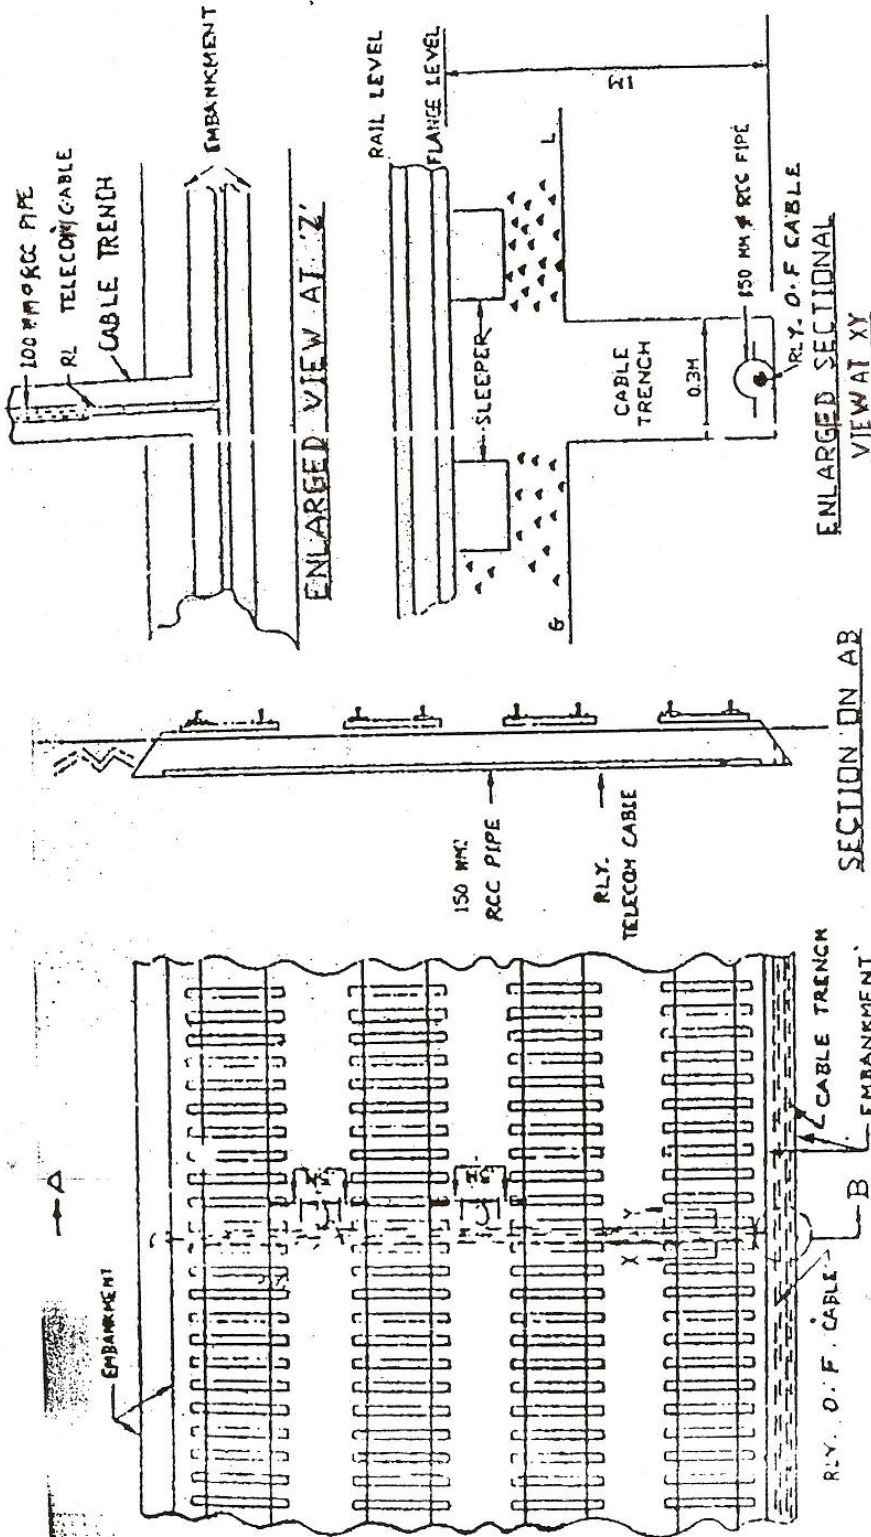 100 MM Φ RCC PIPE
RL TELECOM CABLE
CABLE TRENCH
EMBANKMENT
ENLARGED VIEW AT 'Z'
RAIL LEVEL
FLANGE LEVEL
SLEEPER
G
L
1M
CABLE
TRENCH
0.3M
150 MM Φ RCC PIPE
RLY. O.F CABLE
ENLARGED SECTIONAL
VIEW AT XY
150 MM
RCC PIPE
RLY.
TELECOM CABLE
SECTION ON AB
A
EMBANKMENT
X
Y
B
RLY. O.F. CABLE
CABLE TRENCH
EMBANKMENT